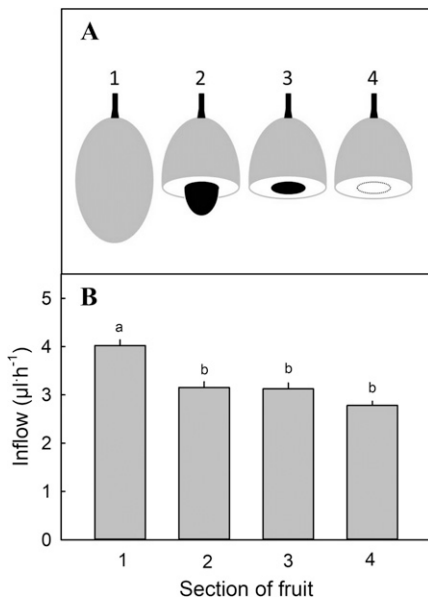 A
1 2 3 4
B
5
4
3
2
1
0
Inflow (µl·h⁻¹)
a
b
b
b
1 2 3 4
Section of fruit